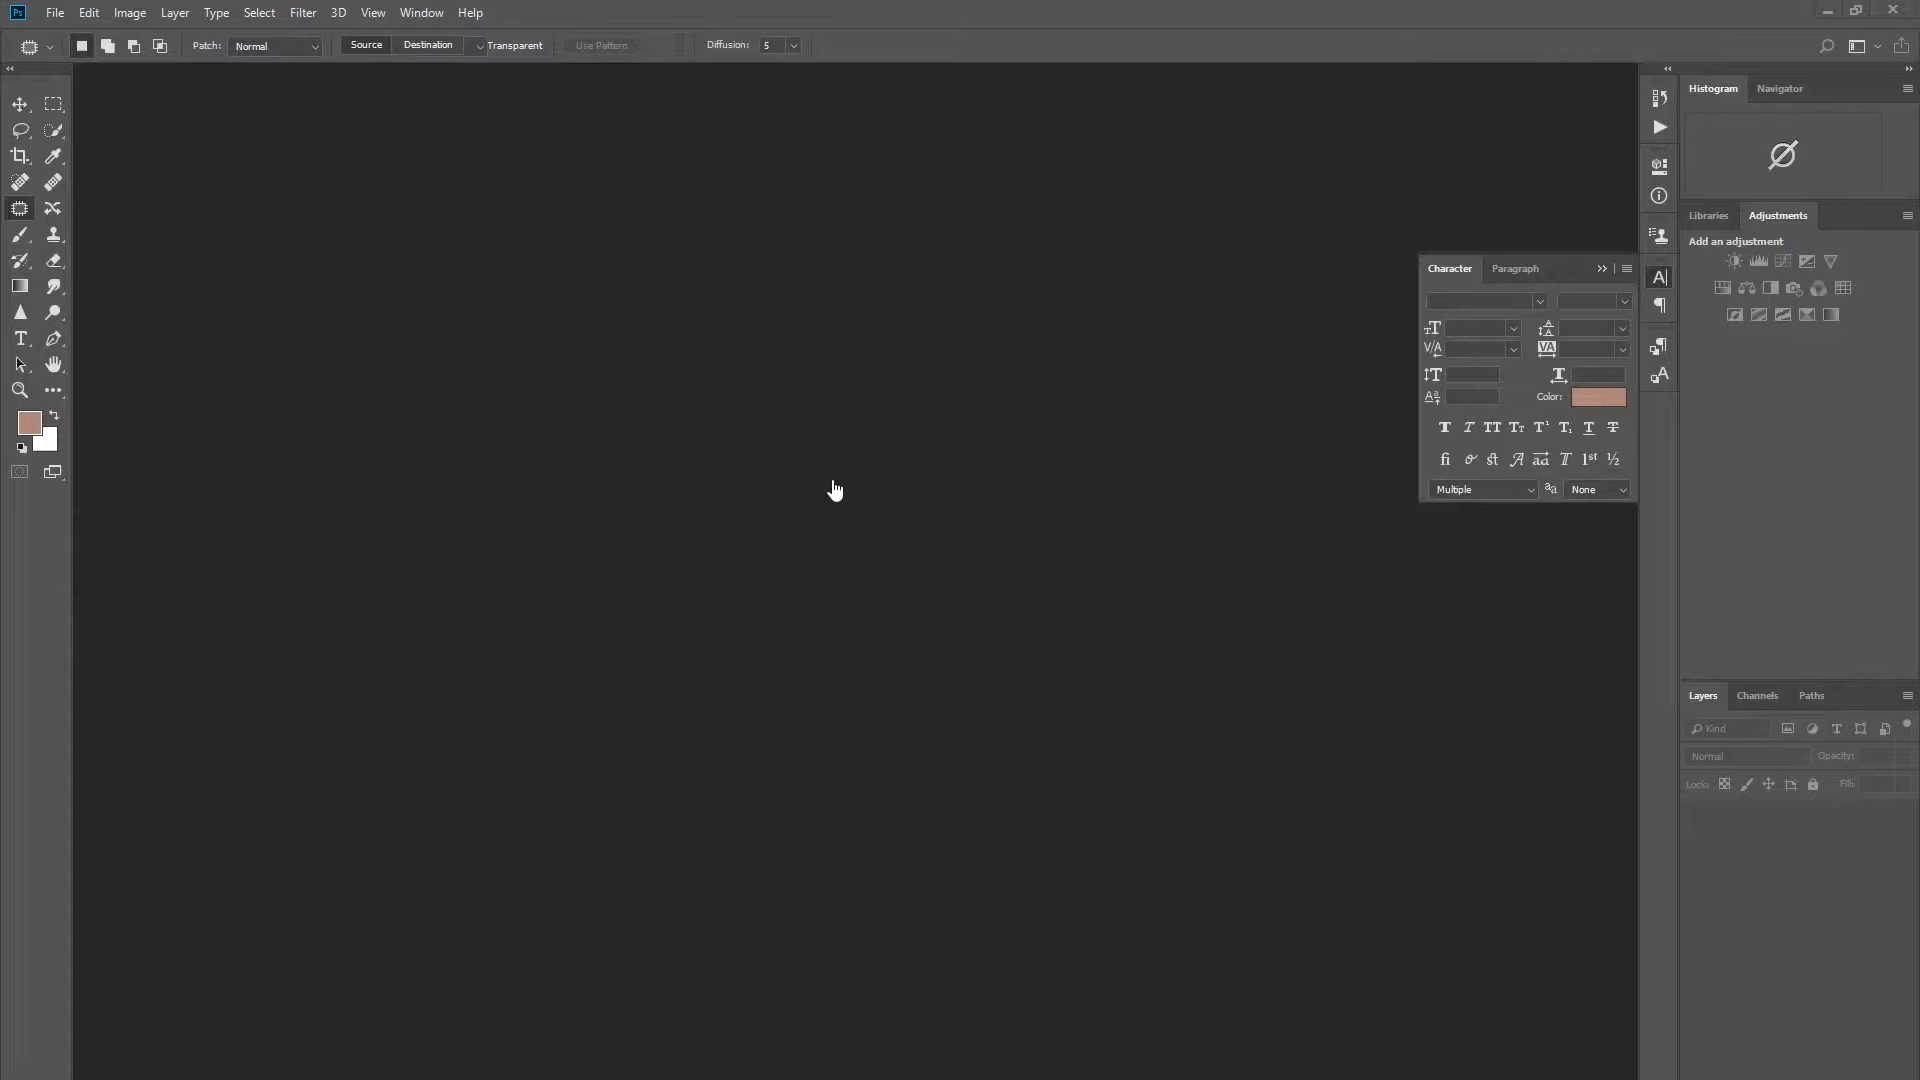 Ps File Edit Image Layer Type Select Filter 3D View Window Help
Patch: Normal Source Destination Transparent Use Pattern Diffusion: 5
Histogram Navigator
Libraries Adjustments
Add an adjustment
Character Paragraph
Color:
Multiple None
Layers Channels Paths
Kind
Normal Opacity:
Lock: Fill: